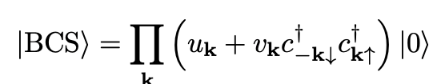 |BCS⟩ = ∏_𝐤 (u_𝐤 + v_𝐤 c†_{−𝐤↓} c†_{𝐤↑}) |0⟩